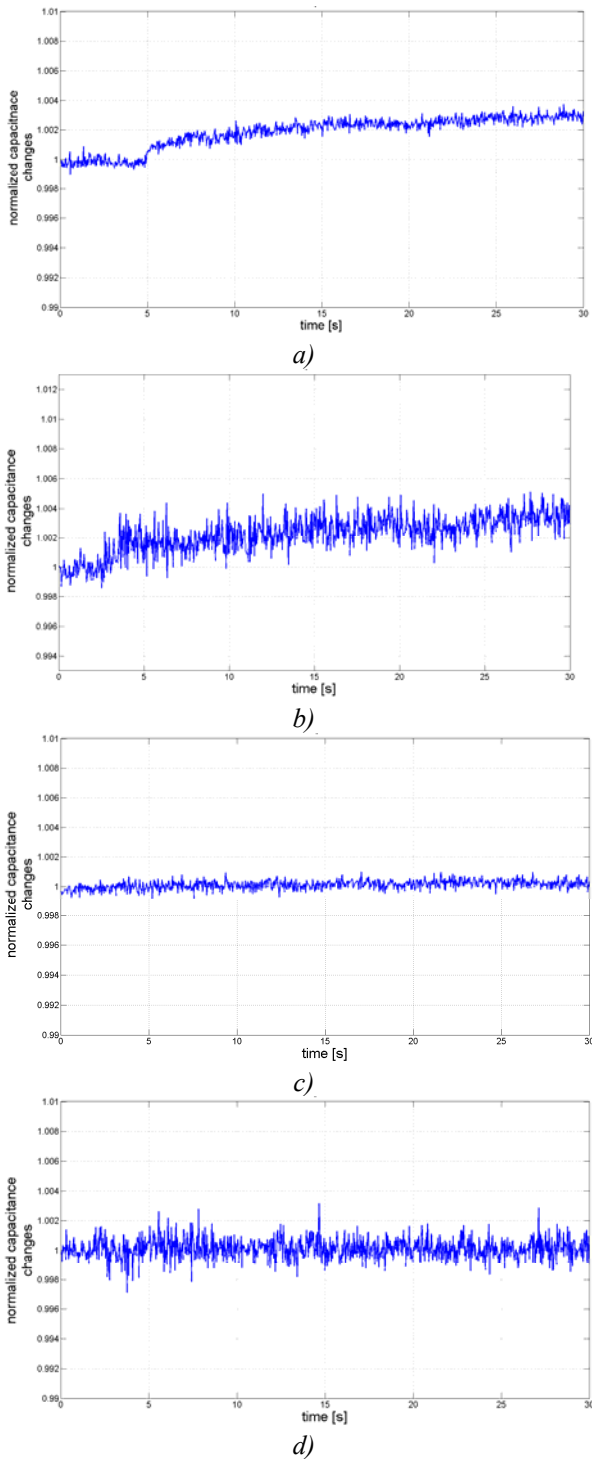 1.01
1.008
1.006
1.004
1.002
1
0.998
0.996
0.994
0.992
0.99
normalized capacitnace
changes
0 5 10 15 20 25 30
time [s]
a)
1.012
1.01
1.008
1.006
1.004
1.002
1
0.998
0.996
0.994
normalized capacitance
changes
0 5 10 15 20 25 30
time [s]
b)
1.01
1.008
1.006
1.004
1.002
1
0.998
0.996
0.994
0.992
0.99
normalized capacitance
changes
0 5 10 15 20 25 30
time [s]
c)
1.01
1.008
1.006
1.004
1.002
1
0.998
0.996
0.994
0.992
0.99
normalized capacitance
changes
0 5 10 15 20 25 30
time [s]
d)